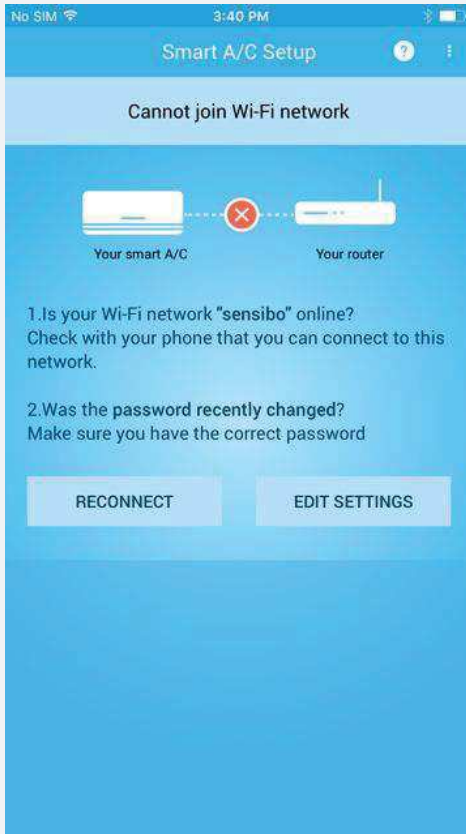 No SIM 3:40 PM
Smart A/C Setup ?
Cannot join Wi-Fi network
Your smart A/C Your router
1.Is your Wi-Fi network "sensibo" online?
Check with your phone that you can connect to this
network.
2.Was the password recently changed?
Make sure you have the correct password
RECONNECT EDIT SETTINGS